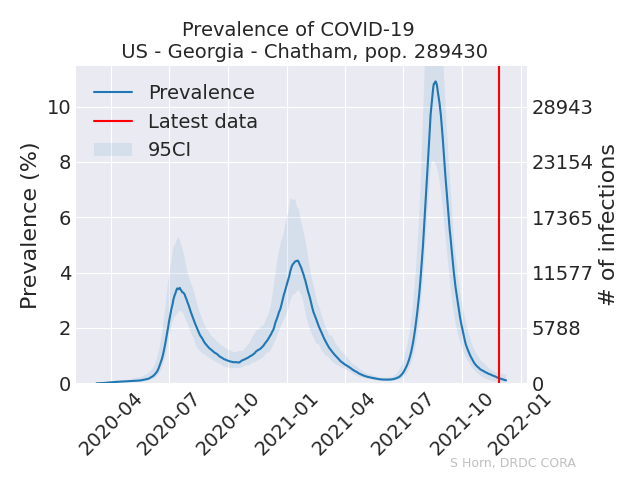 Prevalence of COVID-19
US - Georgia - Chatham, pop. 289430
Prevalence
Latest data
95CI
Prevalence (%)
10
8
6
4
2
0
28943
23154
17365
11577
5788
0
# of infections
2020-04
2020-07
2020-10
2021-01
2021-04
2021-07
2021-10
2022-01
S Horn, DRDC CORA